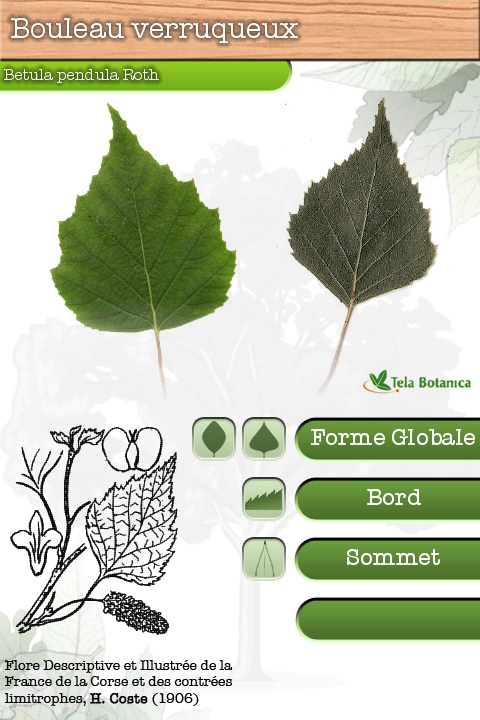 Bouleau verruqueux
Betula pendula Roth
Tela Botanica
Forme Globale
Bord
Sommet
Flore Descriptive et Illustrée de la
France de la Corse et des contrées
limitrophes, H. Coste (1906)